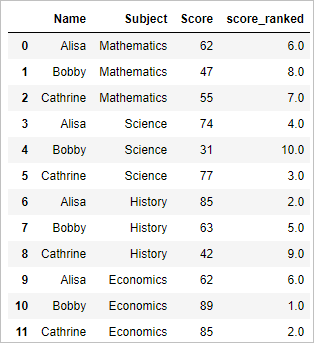 Name Subject Score score_ranked
0 Alisa Mathematics 62 6.0
1 Bobby Mathematics 47 8.0
2 Cathrine Mathematics 55 7.0
3 Alisa Science 74 4.0
4 Bobby Science 31 10.0
5 Cathrine Science 77 3.0
6 Alisa History 85 2.0
7 Bobby History 63 5.0
8 Cathrine History 42 9.0
9 Alisa Economics 62 6.0
10 Bobby Economics 89 1.0
11 Cathrine Economics 85 2.0